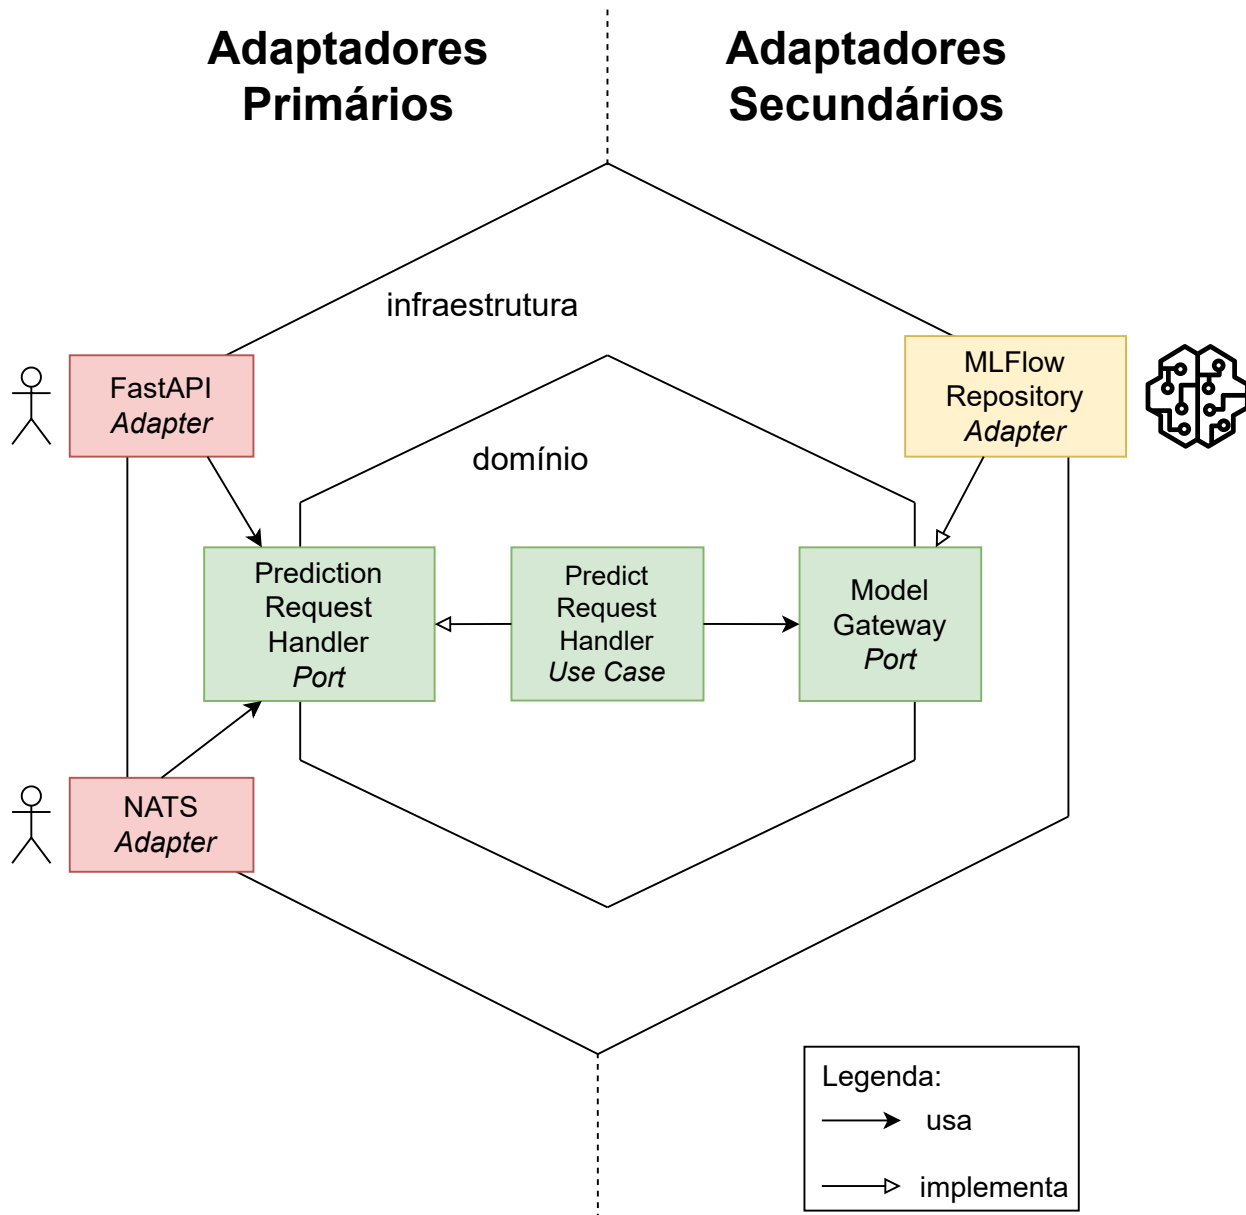 Adaptadores
Primários
Adaptadores
Secundários
infraestrutura
FastAPI
Adapter
MLFlow
Repository
Adapter
domínio
Prediction
Request
Handler
Port
Predict
Request
Handler
Use Case
Model
Gateway
Port
NATS
Adapter
Legenda:
usa
implementa